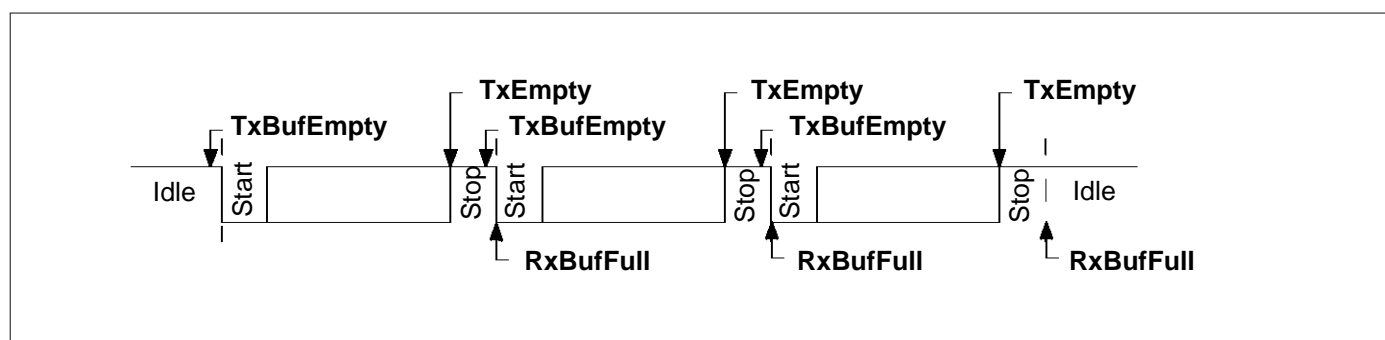 TxEmpty TxEmpty TxEmpty
TxBufEmpty TxBufEmpty TxBufEmpty
Idle Start Stop Start Stop Start Stop Idle
RxBufFull RxBufFull RxBufFull